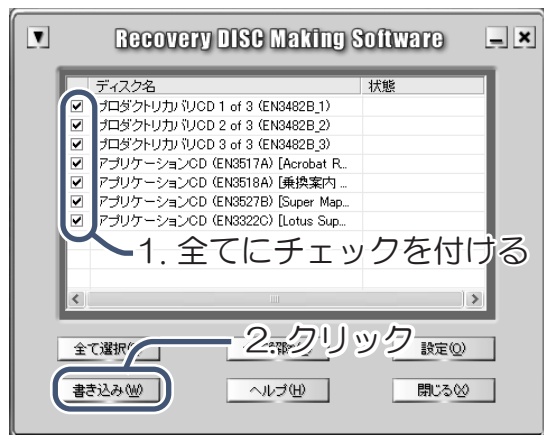 Recovery DISC Making Software
ディスク名 状態
プロダクトリカバリCD 1 of 3 (EN3482B_1)
プロダクトリカバリCD 2 of 3 (EN3482B_2)
プロダクトリカバリCD 3 of 3 (EN3482B_3)
アプリケーションCD (EN3517A) [Acrobat R...
アプリケーションCD (EN3518A) [乗換案内 ...
アプリケーションCD (EN3527B) [Super Map...
アプリケーションCD (EN3322C) [Lotus Sup...
1. 全てにチェックを付ける
2. クリック
全て選択 設定(O)
書き込み(W) ヘルプ(H) 閉じる(X)